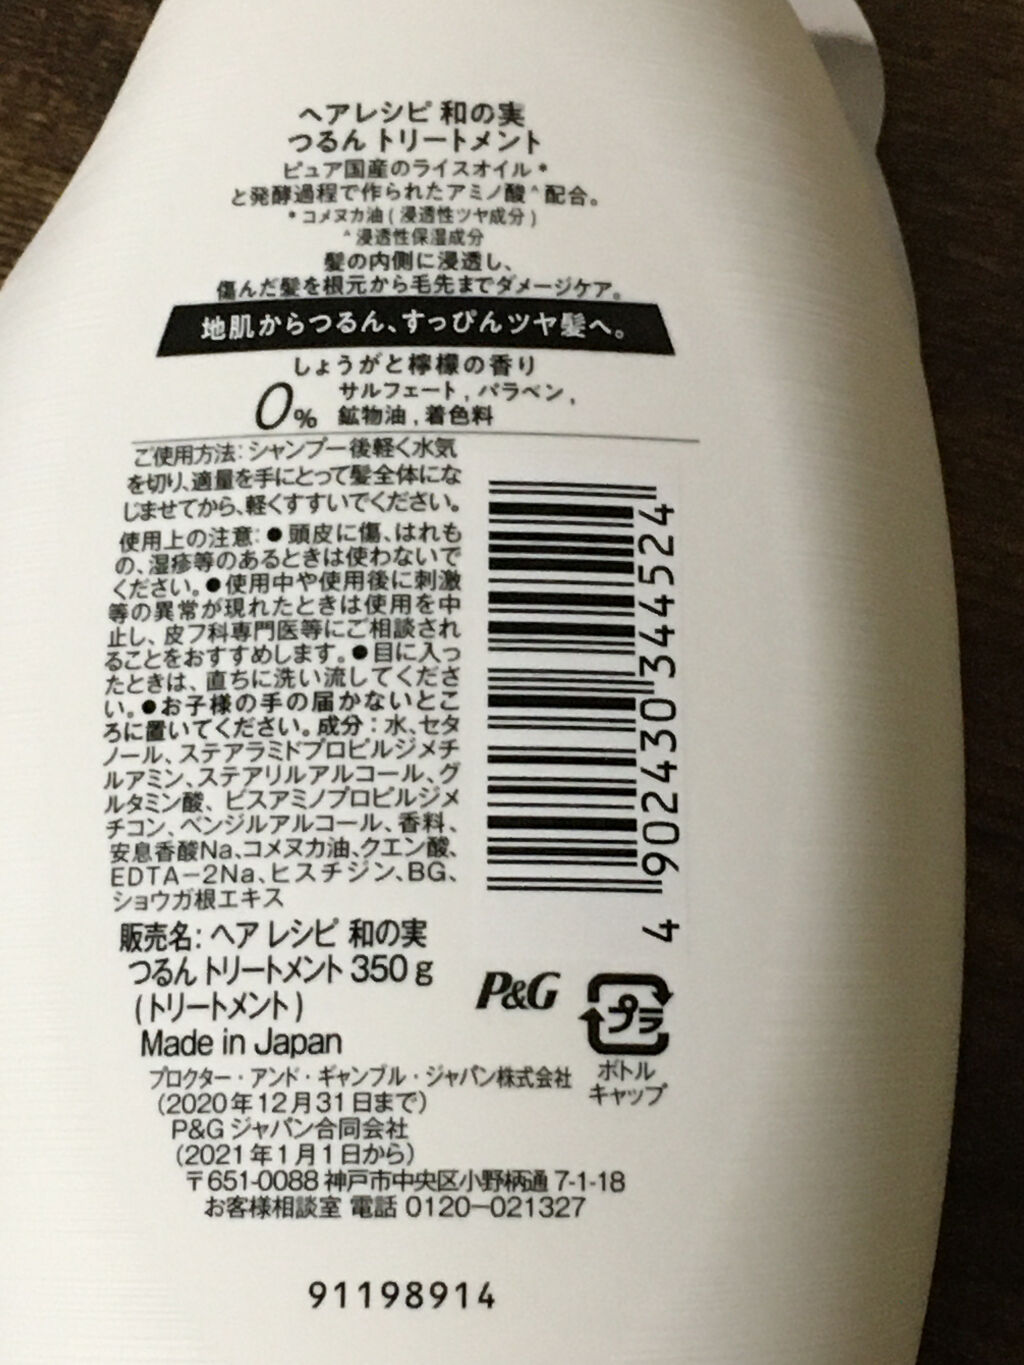 ヘアレシピ 和の実
つるん トリートメント
ピュア国産のライスオイル*
と発酵過程で作られたアミノ酸^配合。
*コメヌカ油(浸透性ツヤ成分)
^浸透性保湿成分
髪の内側に浸透し、
傷んだ髪を根元から毛先までダメージケア。
地肌からつるん、すっぴんツヤ髪へ。
しょうがと檸檬の香り
0% サルフェート, パラベン,
鉱物油, 着色料
ご使用方法:シャンプー後軽く水気
を切り、適量を手にとって髪全体にな
じませてから、軽くすすいでください。
使用上の注意:●頭皮に傷、はれも
の、湿疹等のあるときは使わないで
ください。●使用中や使用後に刺激
等の異常が現れたときは使用を中
止し、皮フ科専門医等にご相談され
ることをおすすめします。●目に入っ
たときは、直ちに洗い流してくださ
い。●お子様の手の届かないとこ
ろに置いてください。成分:水、セタ
ノール、ステアラミドプロピルジメチ
ルアミン、ステアリルアルコール、グ
ルタミン酸、ビスアミノプロピルジメ
チコン、ベンジルアルコール、香料、
安息香酸Na、コメヌカ油、クエン酸、
EDTA-2Na、ヒスチジン、BG、
ショウガ根エキス
4 902430 344524
販売名: ヘア レシピ 和の実
つるん トリートメント 350g
(トリートメント)
Made in Japan
P&G
プラ
ボトル
キャップ
プロクター・アンド・ギャンブル・ジャパン株式会社
(2020年12月31日まで)
P&G ジャパン合同会社
(2021年1月1日から)
〒651-0088 神戸市中央区小野柄通 7-1-18
お客様相談室 電話 0120-021327
91198914